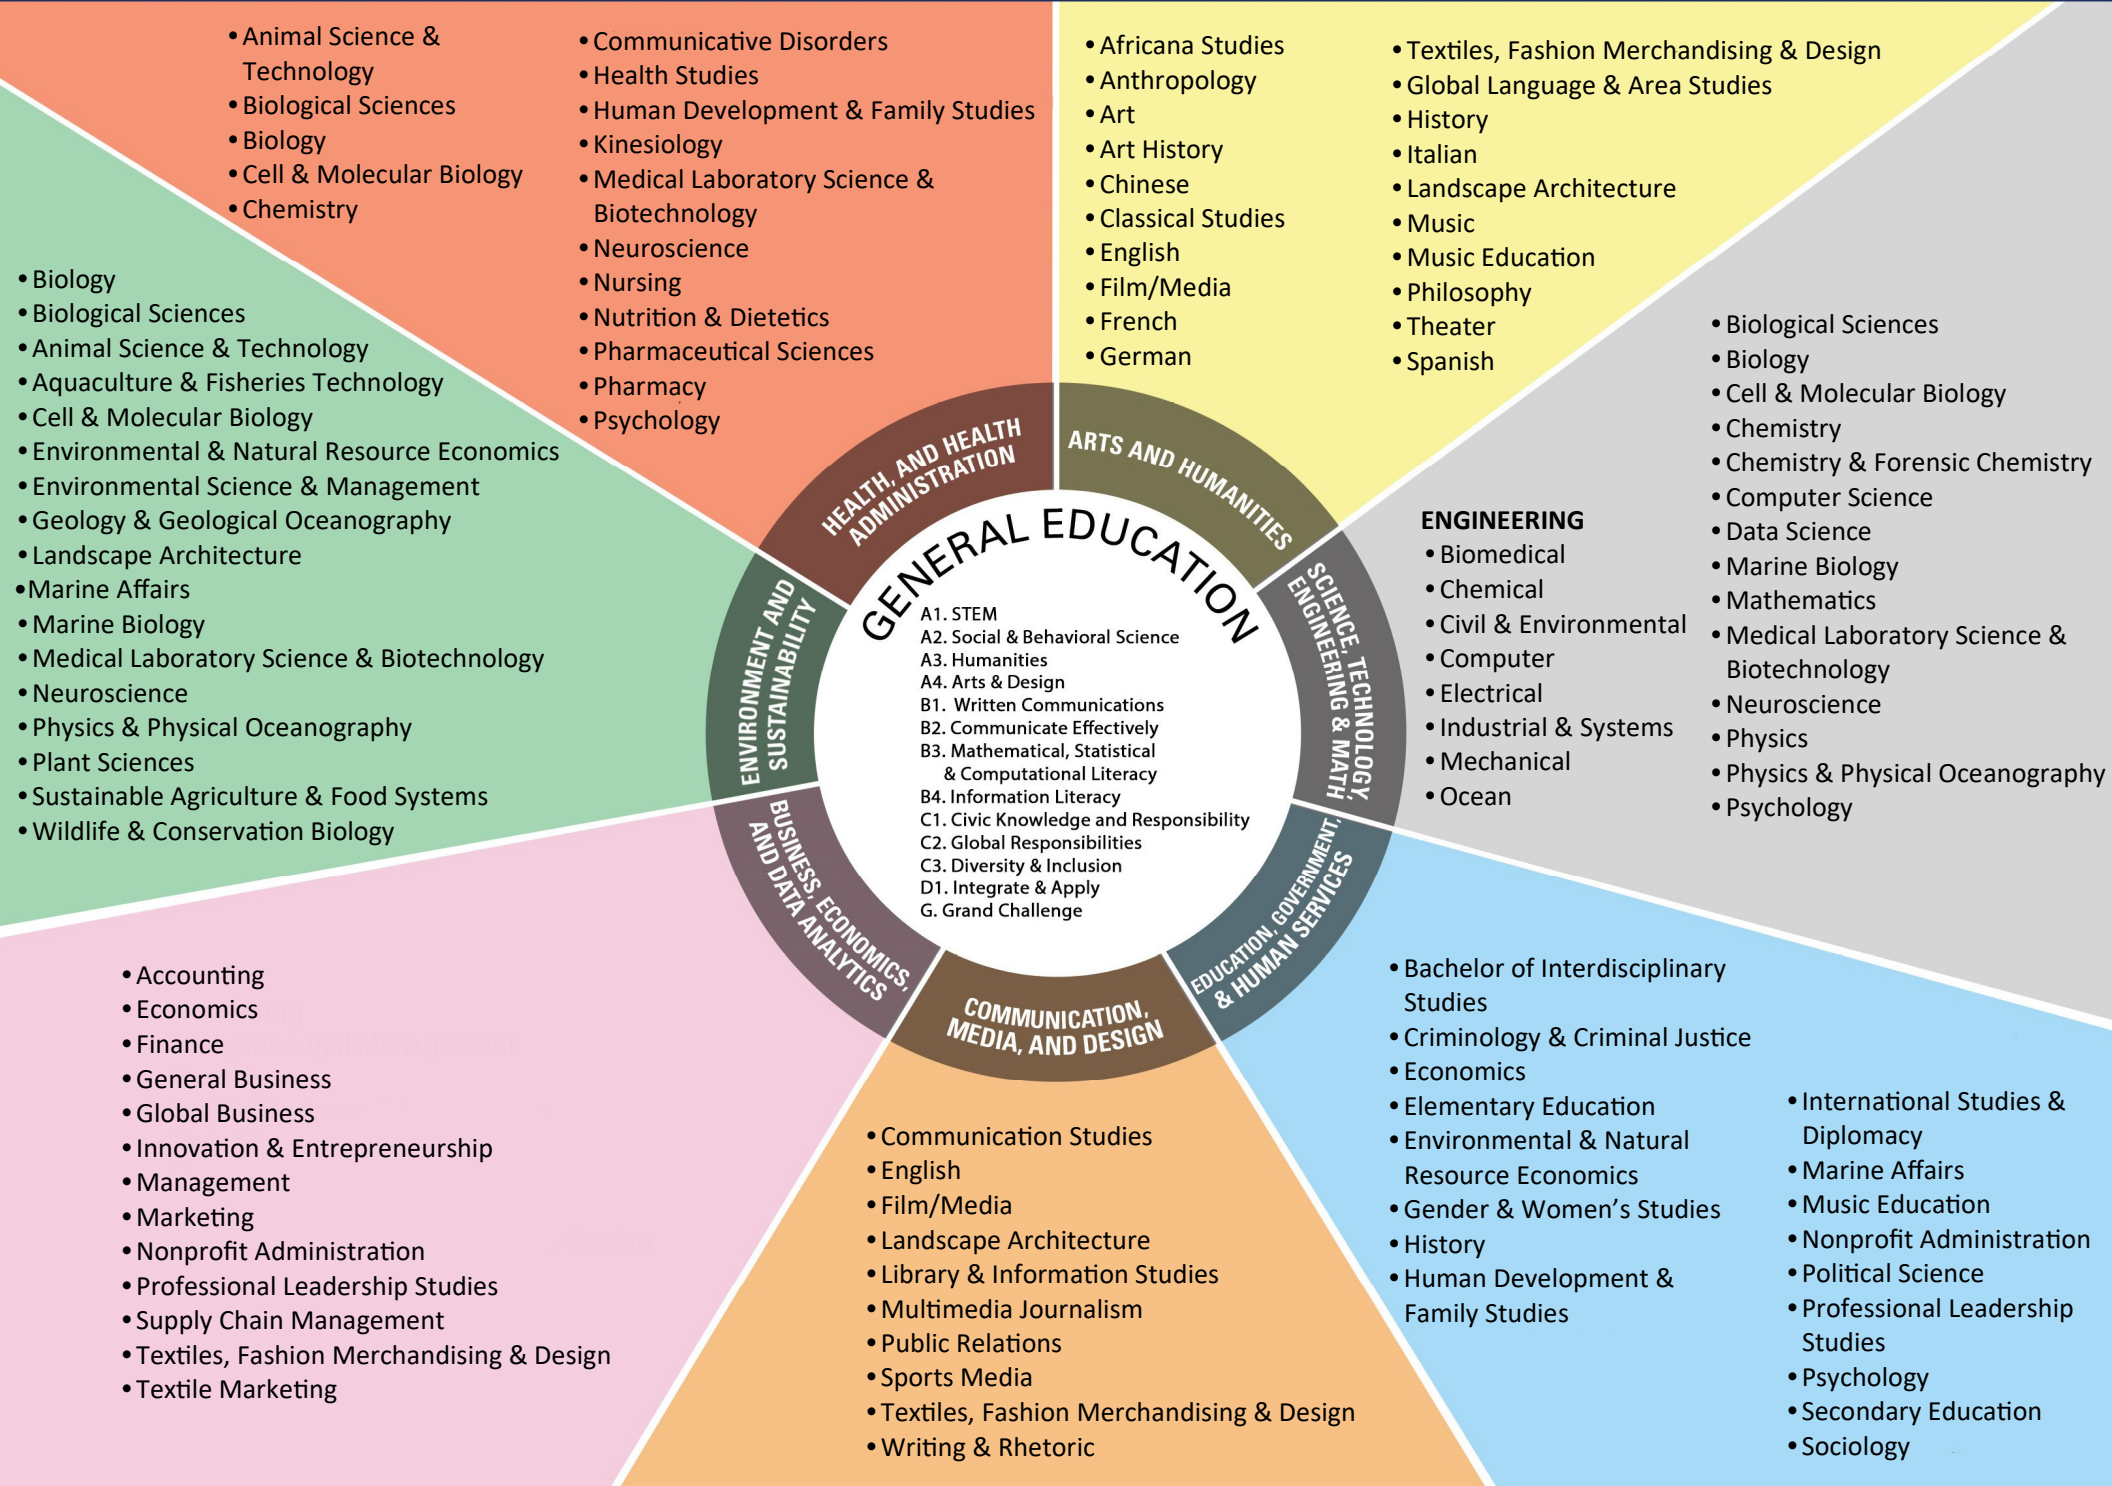 • Animal Science &
Technology
• Biological Sciences
• Biology
• Cell & Molecular Biology
• Chemistry
• Communicative Disorders
• Health Studies
• Human Development & Family Studies
• Kinesiology
• Medical Laboratory Science &
Biotechnology
• Neuroscience
• Nursing
• Nutrition & Dietetics
• Pharmaceutical Sciences
• Pharmacy
• Psychology
HEALTH, AND HEALTH
ADMINISTRATION
• Africana Studies
• Anthropology
• Art
• Art History
• Chinese
• Classical Studies
• English
• Film/Media
• French
• German
• Textiles, Fashion Merchandising & Design
• Global Language & Area Studies
• History
• Italian
• Landscape Architecture
• Music
• Music Education
• Philosophy
• Theater
• Spanish
ARTS AND HUMANITIES
ENGINEERING
• Biomedical
• Chemical
• Civil & Environmental
• Computer
• Electrical
• Industrial & Systems
• Mechanical
• Ocean
• Biological Sciences
• Biology
• Cell & Molecular Biology
• Chemistry
• Chemistry & Forensic Chemistry
• Computer Science
• Data Science
• Marine Biology
• Mathematics
• Medical Laboratory Science &
Biotechnology
• Neuroscience
• Physics
• Physics & Physical Oceanography
• Psychology
SCIENCE, TECHNOLOGY,
ENGINEERING & MATH,
• Biology
• Biological Sciences
• Animal Science & Technology
• Aquaculture & Fisheries Technology
• Cell & Molecular Biology
• Environmental & Natural Resource Economics
• Environmental Science & Management
• Geology & Geological Oceanography
• Landscape Architecture
• Marine Affairs
• Marine Biology
• Medical Laboratory Science & Biotechnology
• Neuroscience
• Physics & Physical Oceanography
• Plant Sciences
• Sustainable Agriculture & Food Systems
• Wildlife & Conservation Biology
ENVIRONMENT AND
SUSTAINABILITY
GENERAL EDUCATION
A1. STEM
A2. Social & Behavioral Science
A3. Humanities
A4. Arts & Design
B1. Written Communications
B2. Communicate Effectively
B3. Mathematical, Statistical
& Computational Literacy
B4. Information Literacy
C1. Civic Knowledge and Responsibility
C2. Global Responsibilities
C3. Diversity & Inclusion
D1. Integrate & Apply
G. Grand Challenge
BUSINESS, ECONOMICS,
AND DATA ANALYTICS
• Accounting
• Economics
• Finance
• General Business
• Global Business
• Innovation & Entrepreneurship
• Management
• Marketing
• Nonprofit Administration
• Professional Leadership Studies
• Supply Chain Management
• Textiles, Fashion Merchandising & Design
• Textile Marketing
COMMUNICATION,
MEDIA, AND DESIGN
• Communication Studies
• English
• Film/Media
• Landscape Architecture
• Library & Information Studies
• Multimedia Journalism
• Public Relations
• Sports Media
• Textiles, Fashion Merchandising & Design
• Writing & Rhetoric
EDUCATION, GOVERNMENT,
& HUMAN SERVICES
• Bachelor of Interdisciplinary
Studies
• Criminology & Criminal Justice
• Economics
• Elementary Education
• Environmental & Natural
Resource Economics
• Gender & Women’s Studies
• History
• Human Development &
Family Studies
• International Studies &
Diplomacy
• Marine Affairs
• Music Education
• Nonprofit Administration
• Political Science
• Professional Leadership
Studies
• Psychology
• Secondary Education
• Sociology